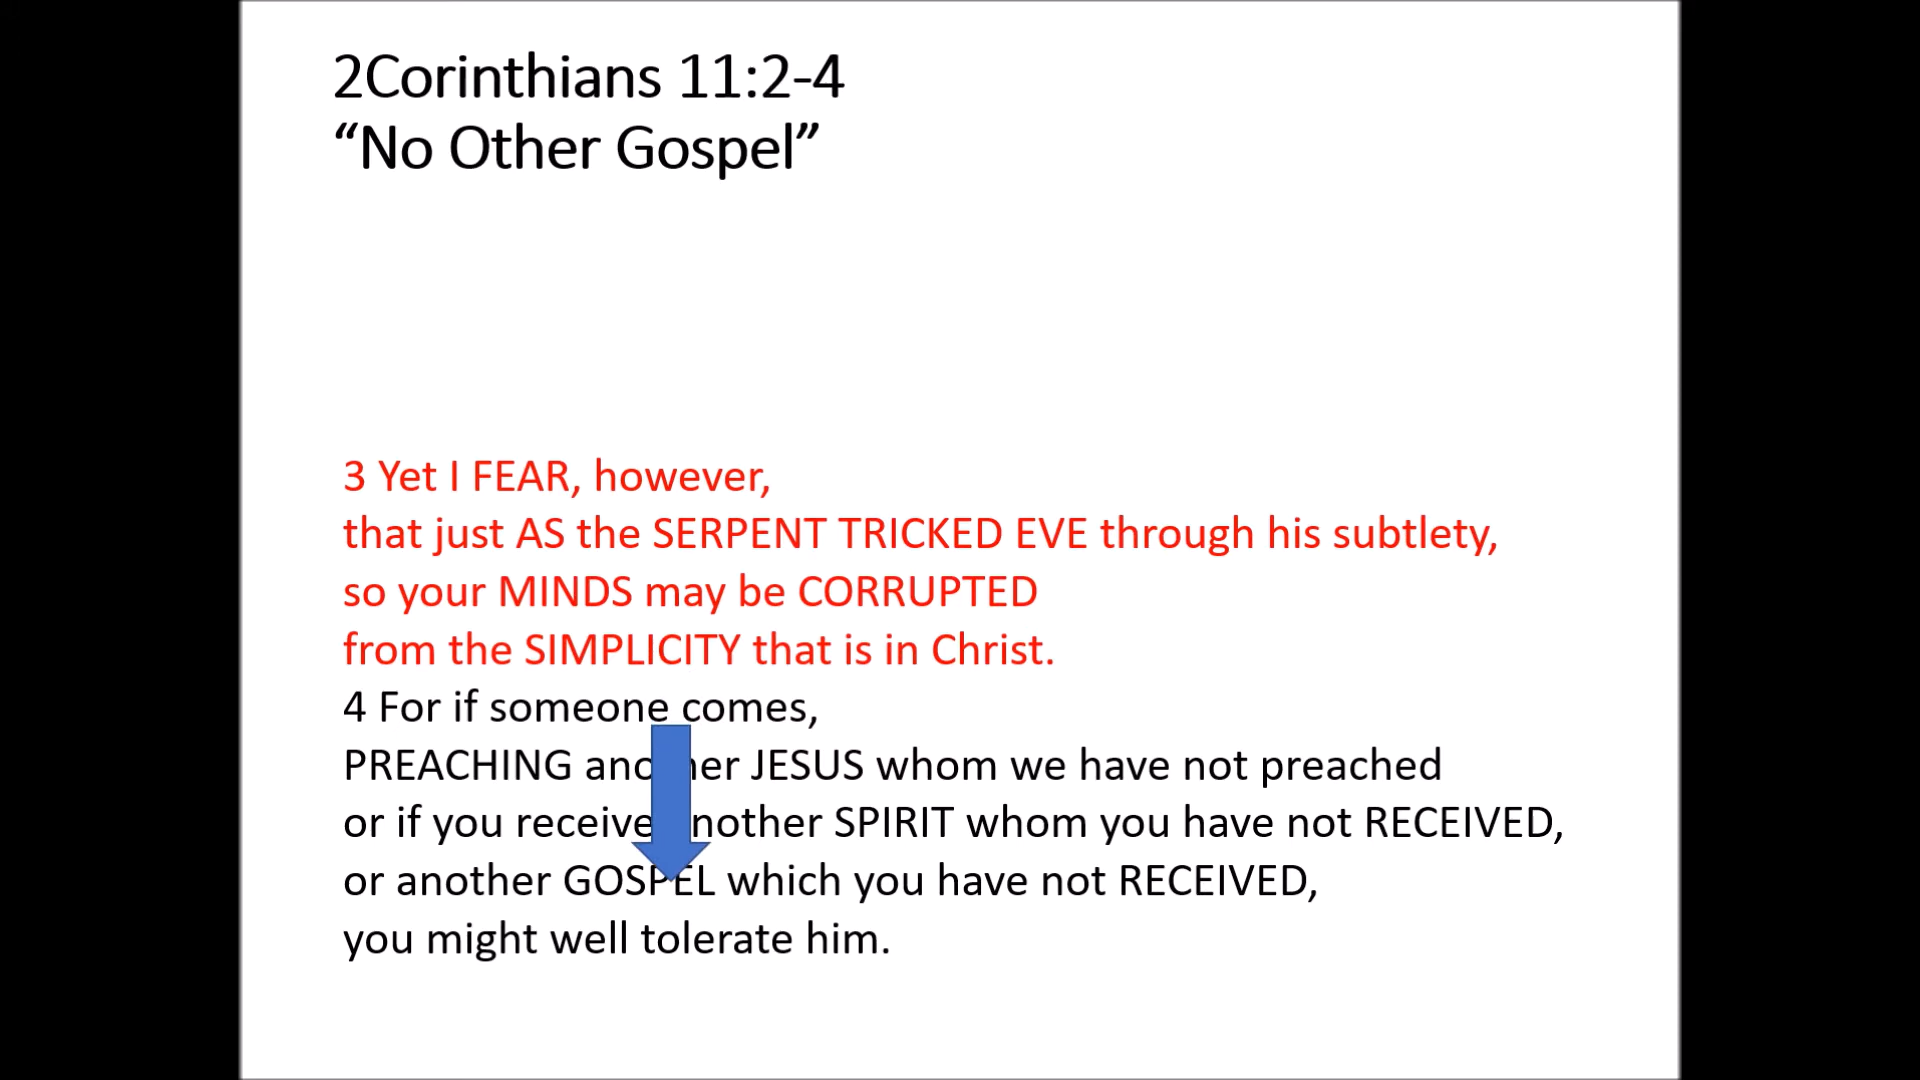 2Corinthians 11:2-4
“No Other Gospel”
3 Yet I FEAR, however,
that just AS the SERPENT TRICKED EVE through his subtlety,
so your MINDS may be CORRUPTED
from the SIMPLICITY that is in Christ.
4 For if someone comes,
PREACHING another JESUS whom we have not preached
or if you receive another SPIRIT whom you have not RECEIVED,
or another GOSPEL which you have not RECEIVED,
you might well tolerate him.